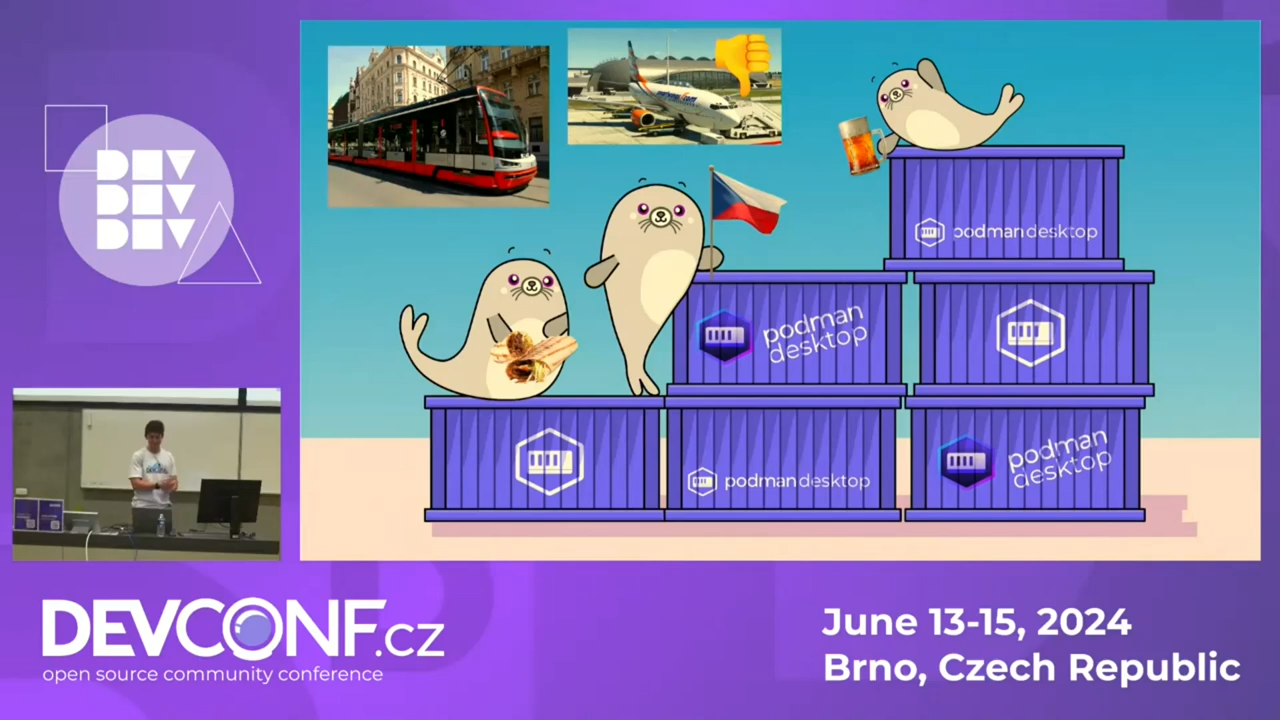 DEV
DEV
DEV
podman desktop
podman
desktop
podman desktop
podman
desktop
DEVCONF.cz
open source community conference
June 13-15, 2024
Brno, Czech Republic